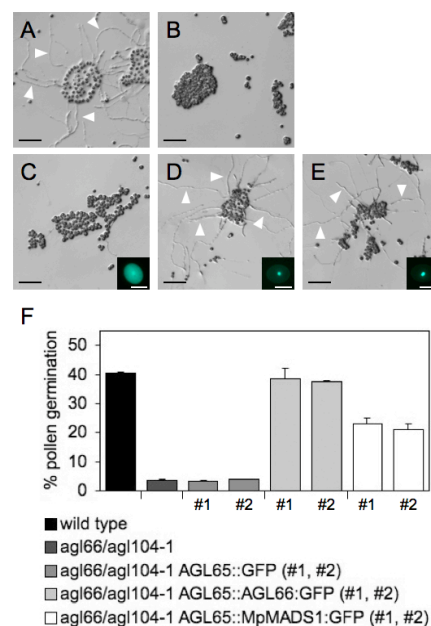 A
B
C
D
E
F
% pollen germination
50
40
30
20
10
0
#1 #2 #1 #2 #1 #2
wild type
agl66/agl104-1
agl66/agl104-1 AGL65::GFP (#1, #2)
agl66/agl104-1 AGL65::AGL66:GFP (#1, #2)
agl66/agl104-1 AGL65::MpMADS1:GFP (#1, #2)